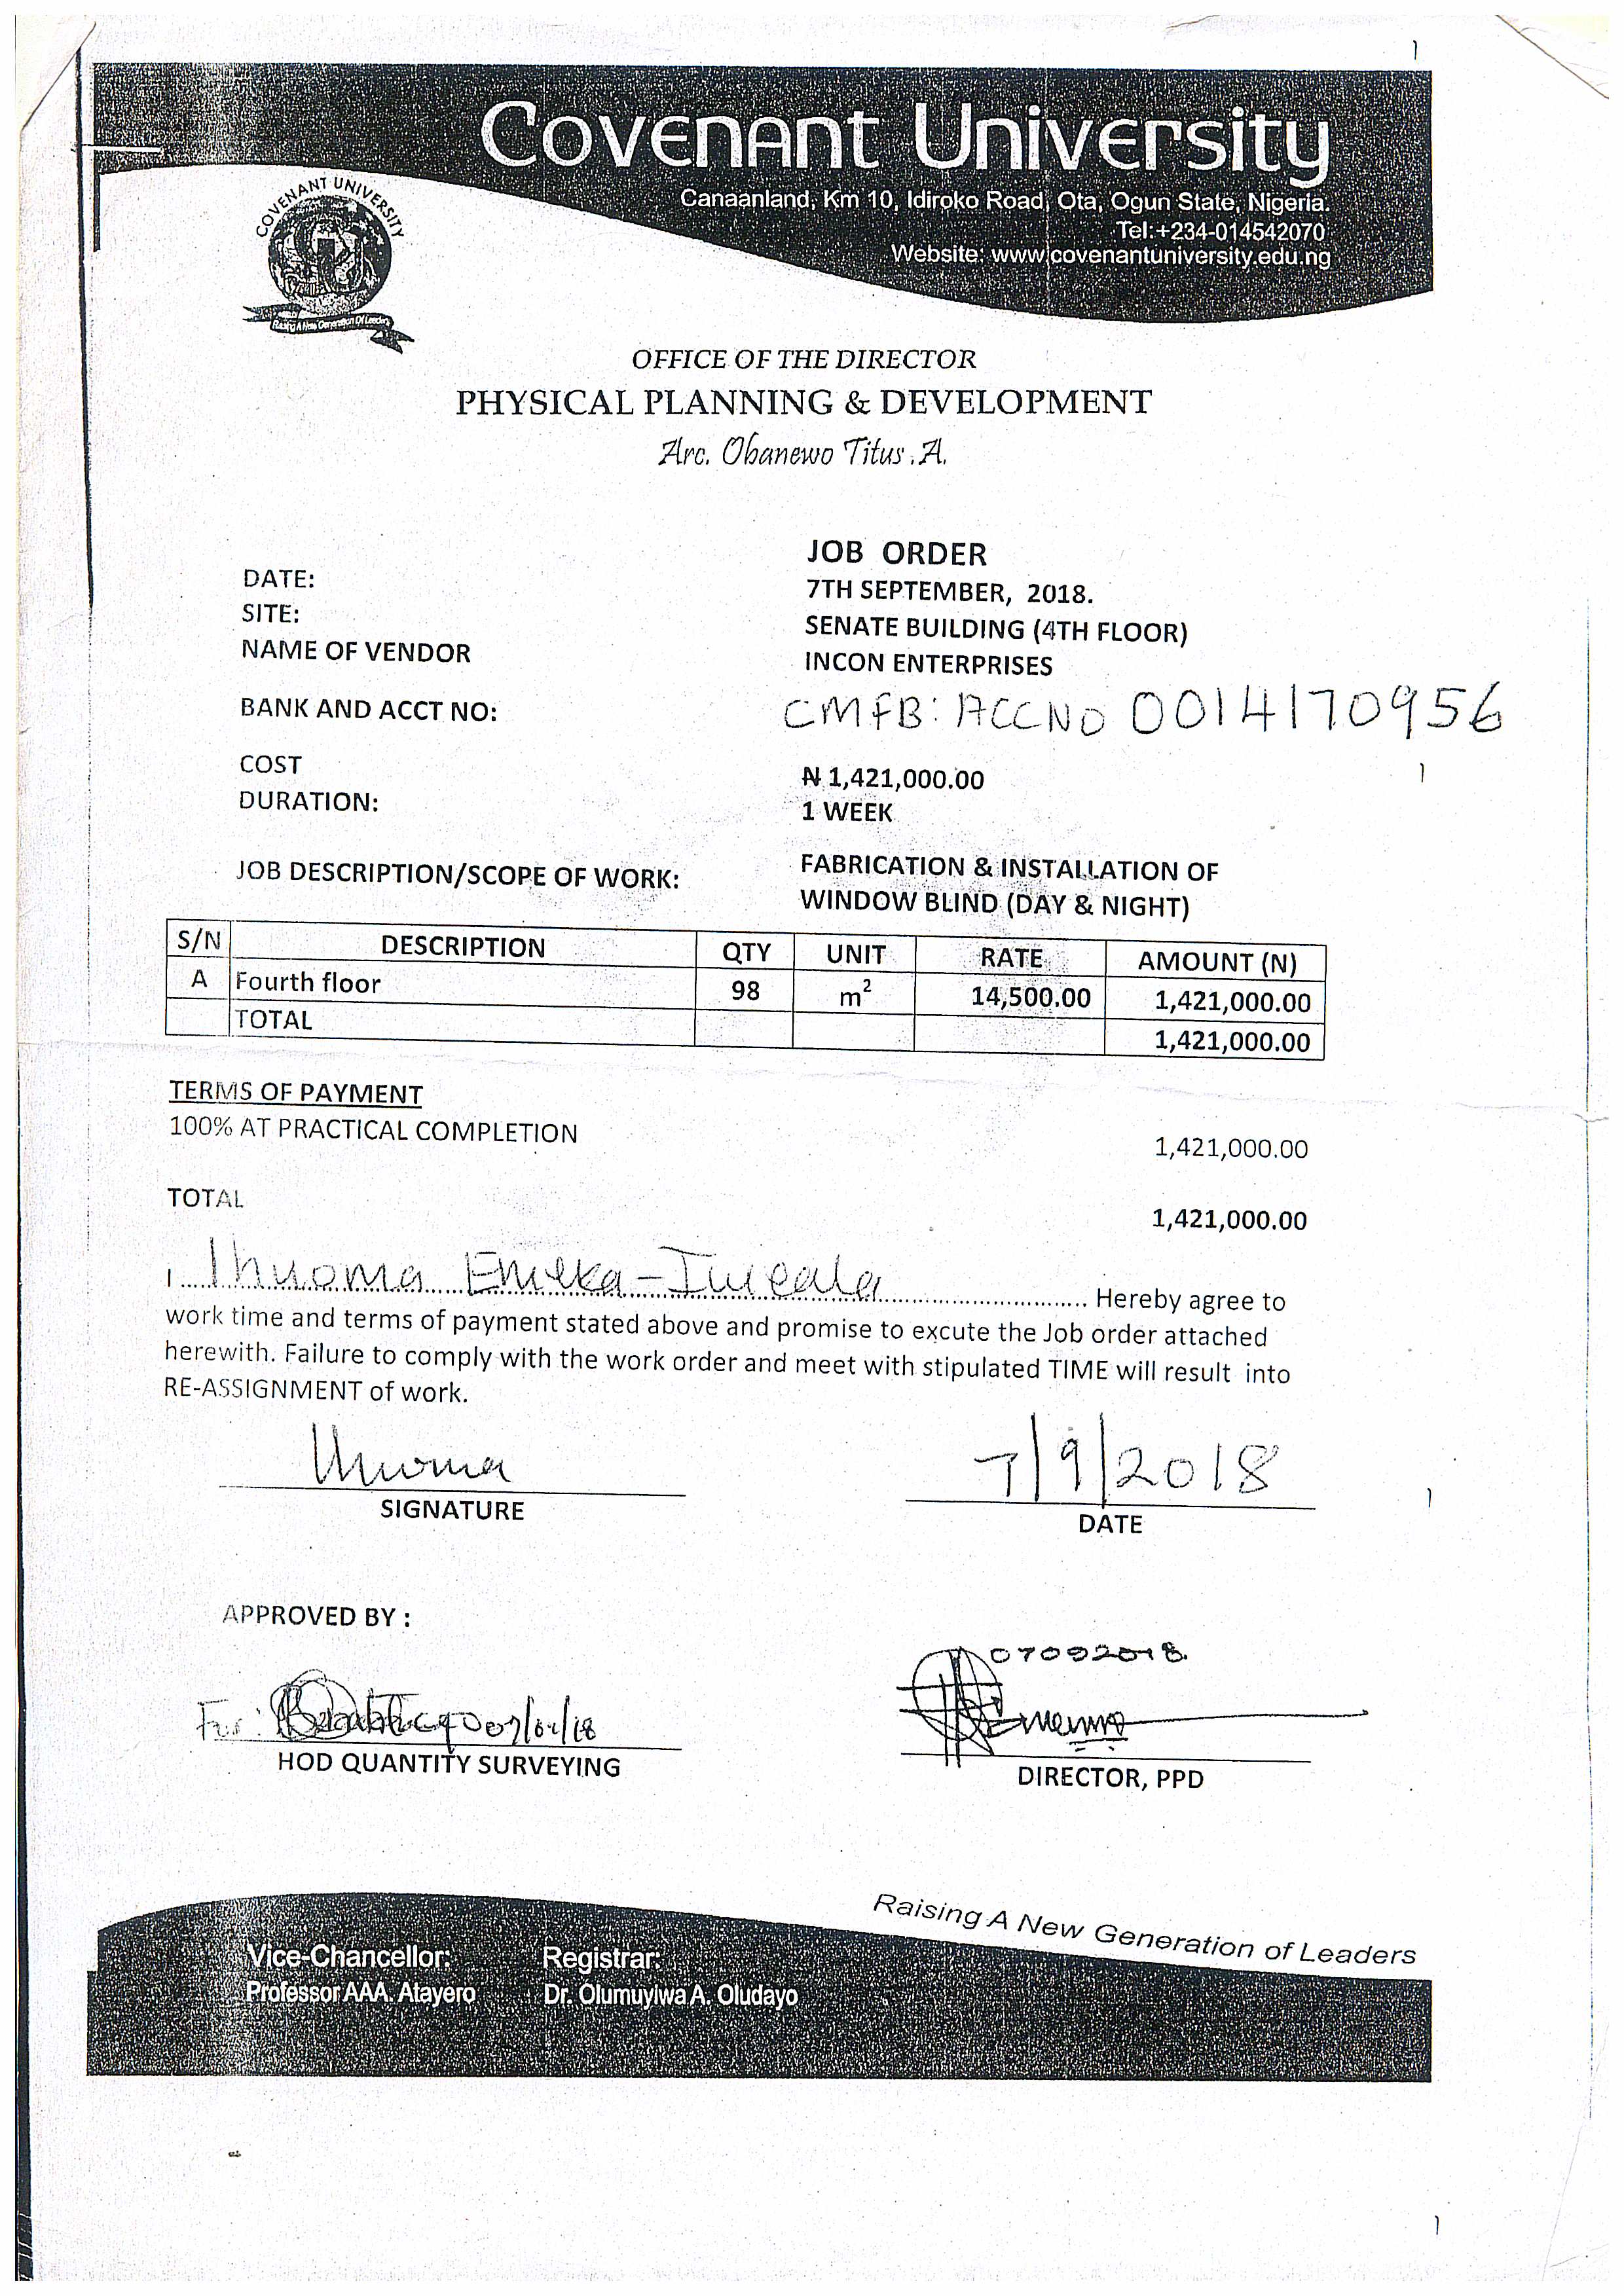 Covenant University
Canaanland, Km 10, Idiroko Road, Ota, Ogun State, Nigeria.
Tel:+234-014542070
Website: www.covenantuniversity.edu.ng
COVENANT UNIVERSITY
Raising A New Generation Of Leaders
OFFICE OF THE DIRECTOR
PHYSICAL PLANNING & DEVELOPMENT
Arc. Obanewo Titus .A.
JOB ORDER
DATE: 7TH SEPTEMBER, 2018.
SITE: SENATE BUILDING (4TH FLOOR)
NAME OF VENDOR INCON ENTERPRISES
BANK AND ACCT NO: CMFB: ACC NO 0014170956
COST ₦ 1,421,000.00
DURATION: 1 WEEK
JOB DESCRIPTION/SCOPE OF WORK: FABRICATION & INSTALLATION OF
WINDOW BLIND (DAY & NIGHT)
S/N DESCRIPTION QTY UNIT RATE AMOUNT (N)
A Fourth floor 98 m² 14,500.00 1,421,000.00
TOTAL 1,421,000.00
TERMS OF PAYMENT
100% AT PRACTICAL COMPLETION 1,421,000.00
TOTAL 1,421,000.00
I ..... Ihuoma Emeka-Iweala ..... Hereby agree to
work time and terms of payment stated above and promise to excute the Job order attached
herewith. Failure to comply with the work order and meet with stipulated TIME will result into
RE-ASSIGNMENT of work.
Ihuoma 7/9/2018
SIGNATURE DATE
APPROVED BY :
07092018
For:
HOD QUANTITY SURVEYING DIRECTOR, PPD
Raising A New Generation of Leaders
Vice-Chancellor: Registrar:
Professor AAA. Atayero Dr. Olumuyiwa A. Oludayo